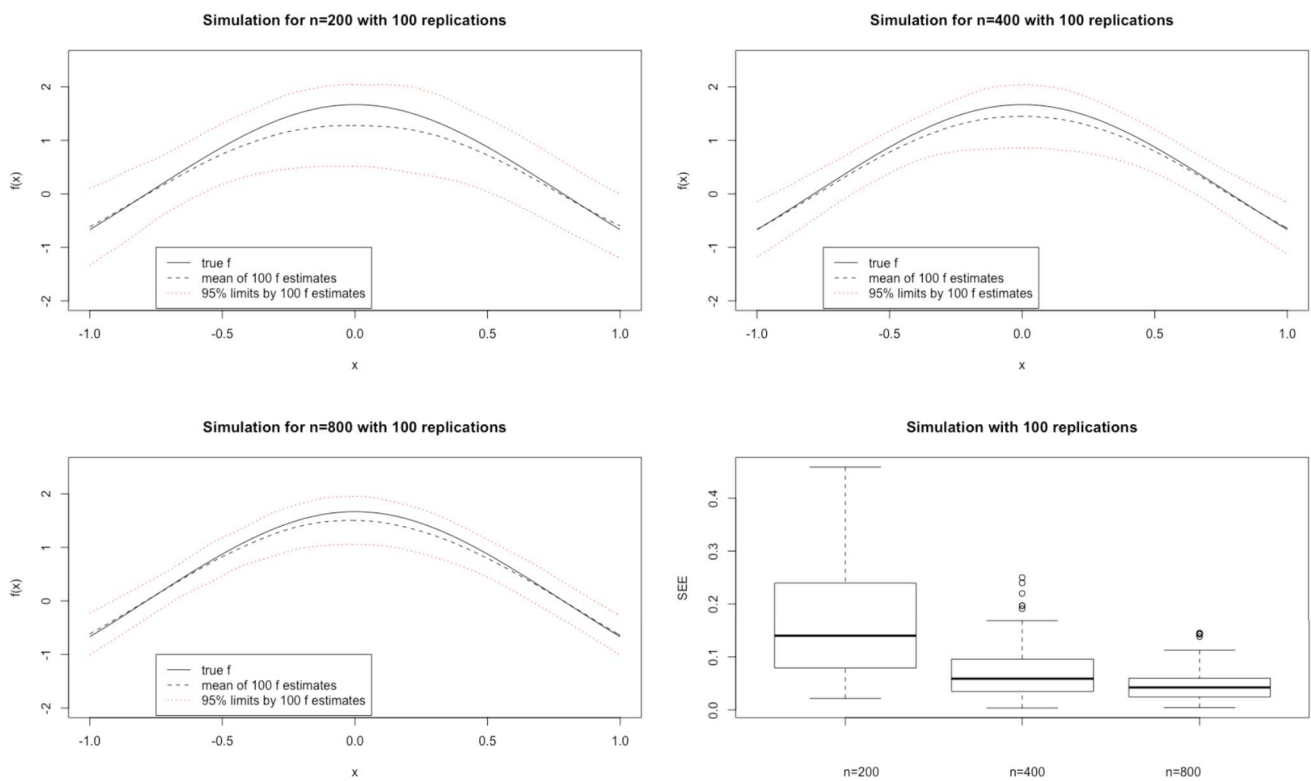 Simulation for n=200 with 100 replications
f(x)
2
1
0
-1
-2
true f
mean of 100 f estimates
95% limits by 100 f estimates
-1.0 -0.5 0.0 0.5 1.0
x
Simulation for n=400 with 100 replications
f(x)
2
1
0
-1
-2
true f
mean of 100 f estimates
95% limits by 100 f estimates
-1.0 -0.5 0.0 0.5 1.0
x
Simulation for n=800 with 100 replications
f(x)
2
1
0
-1
-2
true f
mean of 100 f estimates
95% limits by 100 f estimates
-1.0 -0.5 0.0 0.5 1.0
x
Simulation with 100 replications
SEE
0.4
0.3
0.2
0.1
0.0
n=200 n=400 n=800